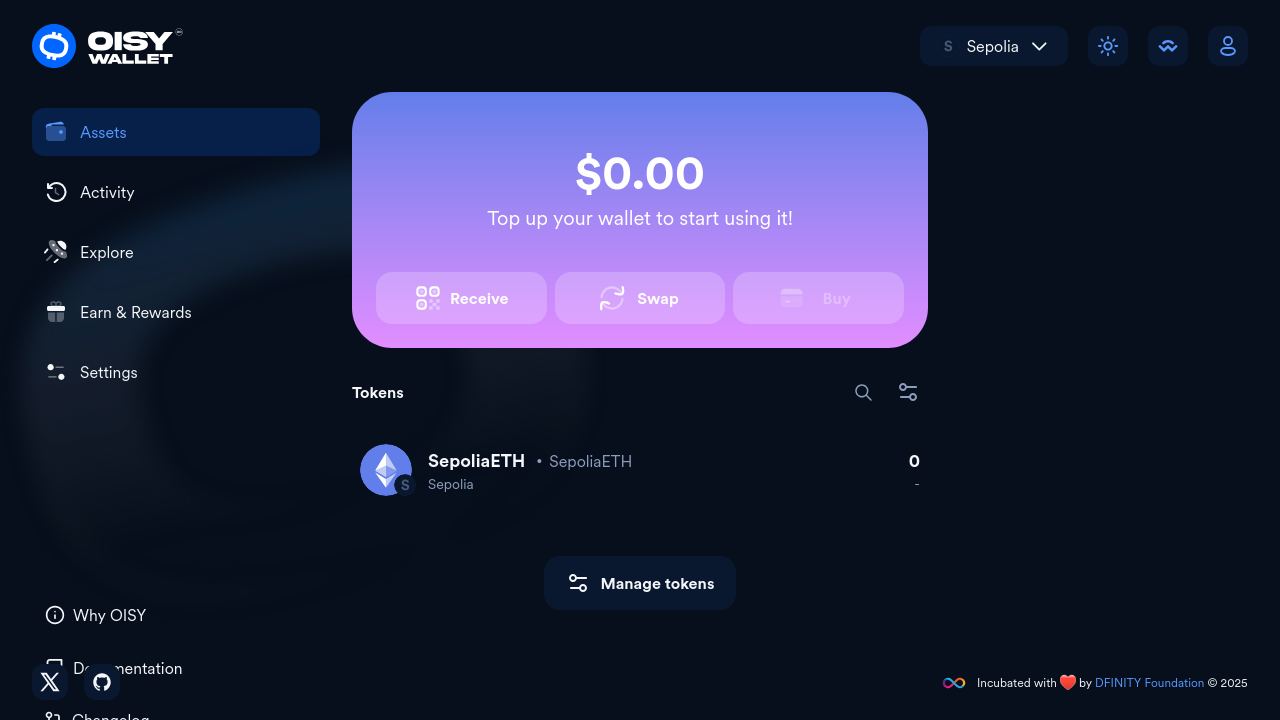 OISY
WALLET
S Sepolia
Assets
Activity
Explore
Earn & Rewards
Settings
$0.00
Top up your wallet to start using it!
Receive
Swap
Buy
Tokens
SepoliaETH • SepoliaETH
0
S
Sepolia
-
Manage tokens
Why OISY
Documentation
Changelog
Incubated with ❤️ by DFINITY Foundation © 2025